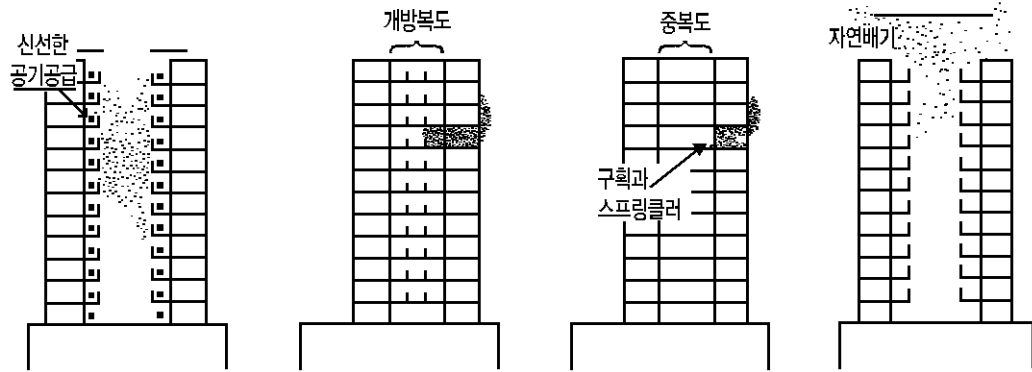 신선한
공기공급
개방복도
중복도
구획과
스프링클러
자연배기